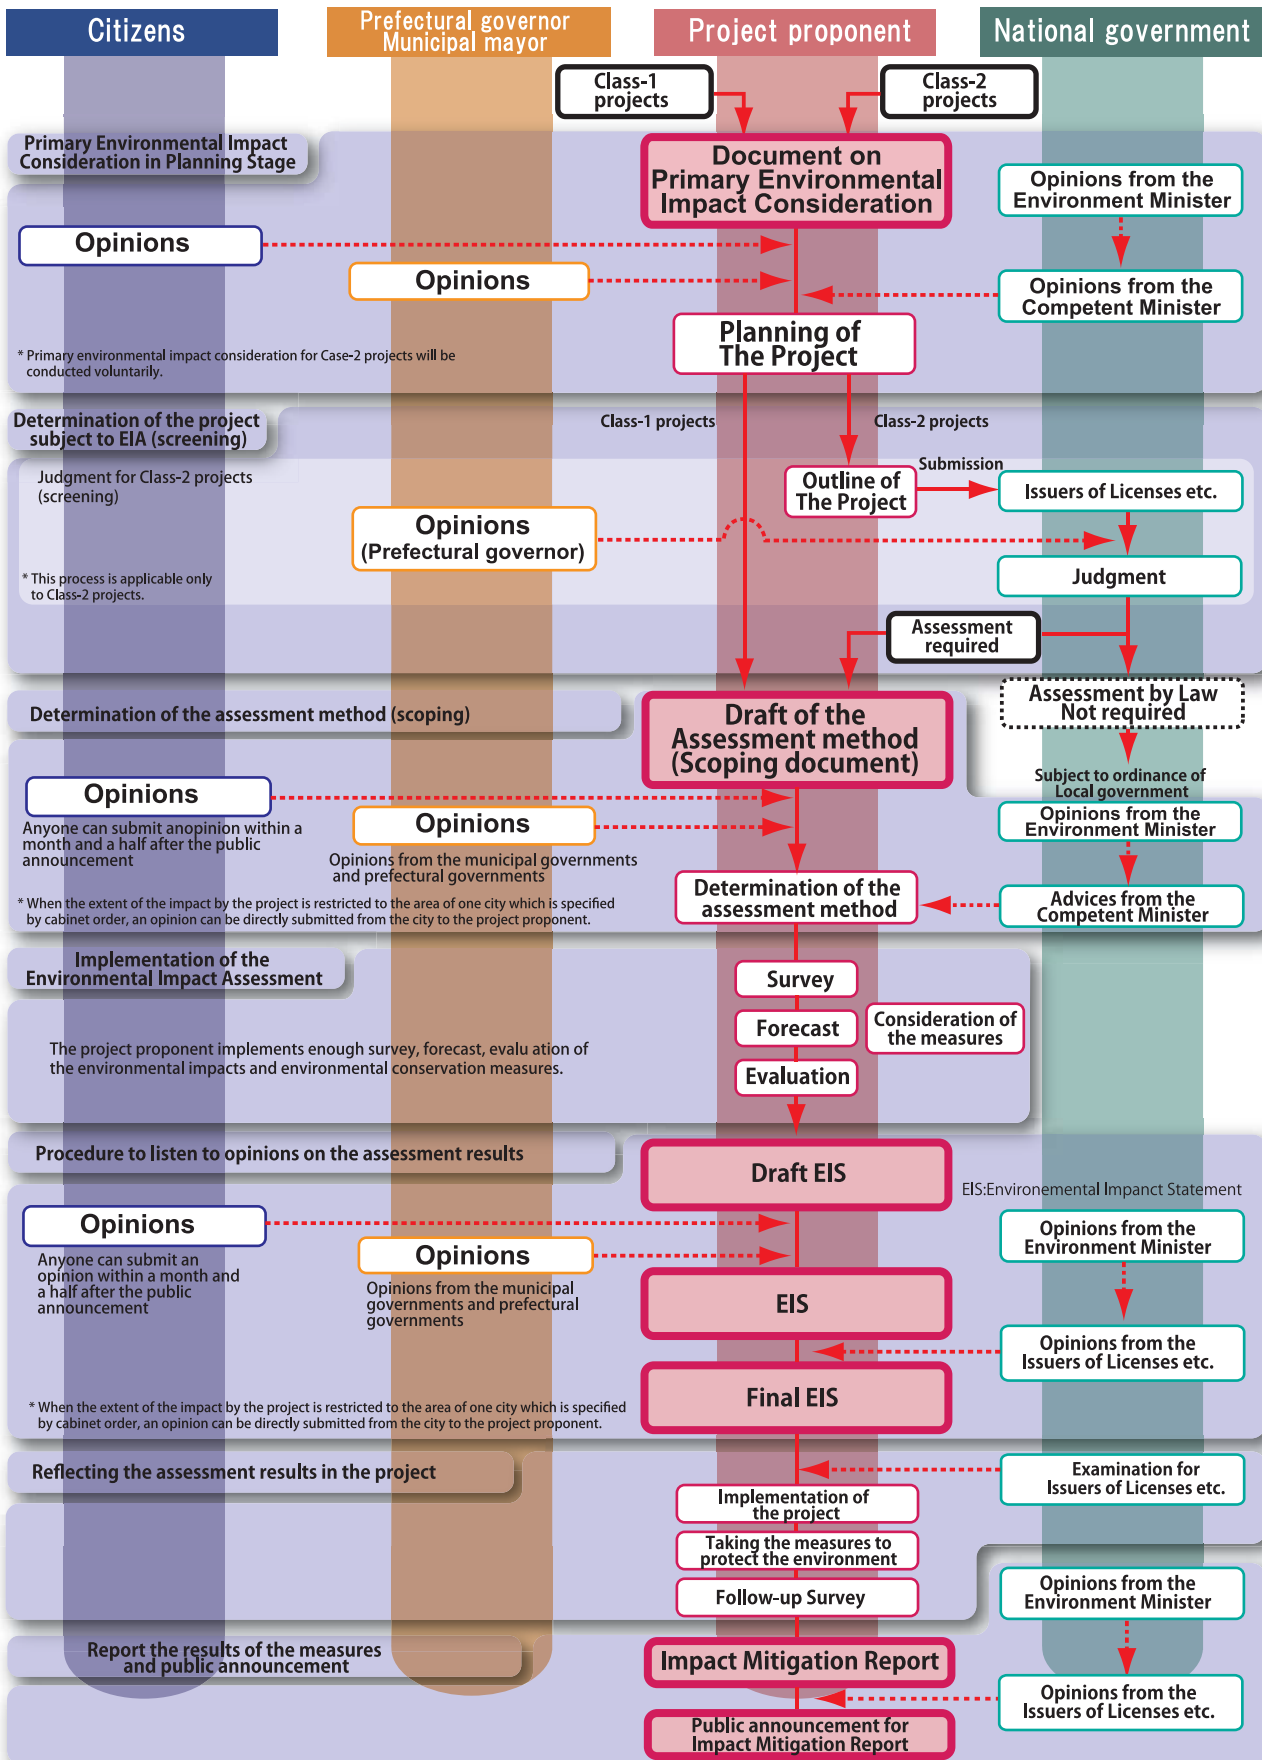 Citizens
Prefectural governor
Municipal mayor
Project proponent
National government
Class-1
projects
Class-2
projects
Primary Environmental Impact
Consideration in Planning Stage
Document on
Primary Environmental
Impact Consideration
Opinions from the
Environment Minister
Opinions
Opinions
Opinions from the
Competent Minister
Planning of
The Project
* Primary environmental impact consideration for Case-2 projects will be
conducted voluntarily.
Determination of the project
subject to EIA (screening)
Class-1 projects
Class-2 projects
Judgment for Class-2 projects
(screening)
Outline of
The Project
Submission
Issuers of Licenses etc.
Opinions
(Prefectural governor)
* This process is applicable only
to Class-2 projects.
Judgment
Assessment
required
Assessment by Law
Not required
Determination of the assessment method (scoping)
Draft of the
Assessment method
(Scoping document)
Subject to ordinance of
Local government
Opinions
Anyone can submit anopinion within a
month and a half after the public
announcement
Opinions
Opinions from the municipal governments
and prefectural governments
Opinions from the
Environment Minister
* When the extent of the impact by the project is restricted to the area of one city which is specified
by cabinet order, an opinion can be directly submitted from the city to the project proponent.
Determination of the
assessment method
Advices from the
Competent Minister
Implementation of the
Environmental Impact Assessment
Survey
Forecast
Consideration of
the measures
Evaluation
The project proponent implements enough survey, forecast, evalu ation of
the environmental impacts and environmental conservation measures.
Procedure to listen to opinions on the assessment results
Draft EIS
EIS:Environemental Impanct Statement
Opinions
Anyone can submit an
opinion within a month and
a half after the public
announcement
Opinions
Opinions from the municipal
governments and prefectural
governments
Opinions from the
Environment Minister
EIS
Opinions from the
Issuers of Licenses etc.
Final EIS
* When the extent of the impact by the project is restricted to the area of one city which is specified
by cabinet order, an opinion can be directly submitted from the city to the project proponent.
Reflecting the assessment results in the project
Examination for
Issuers of Licenses etc.
Implementation of
the project
Taking the measures to
protect the environment
Follow-up Survey
Opinions from the
Environment Minister
Report the results of the measures
and public announcement
Impact Mitigation Report
Opinions from the
Issuers of Licenses etc.
Public announcement for
Impact Mitigation Report